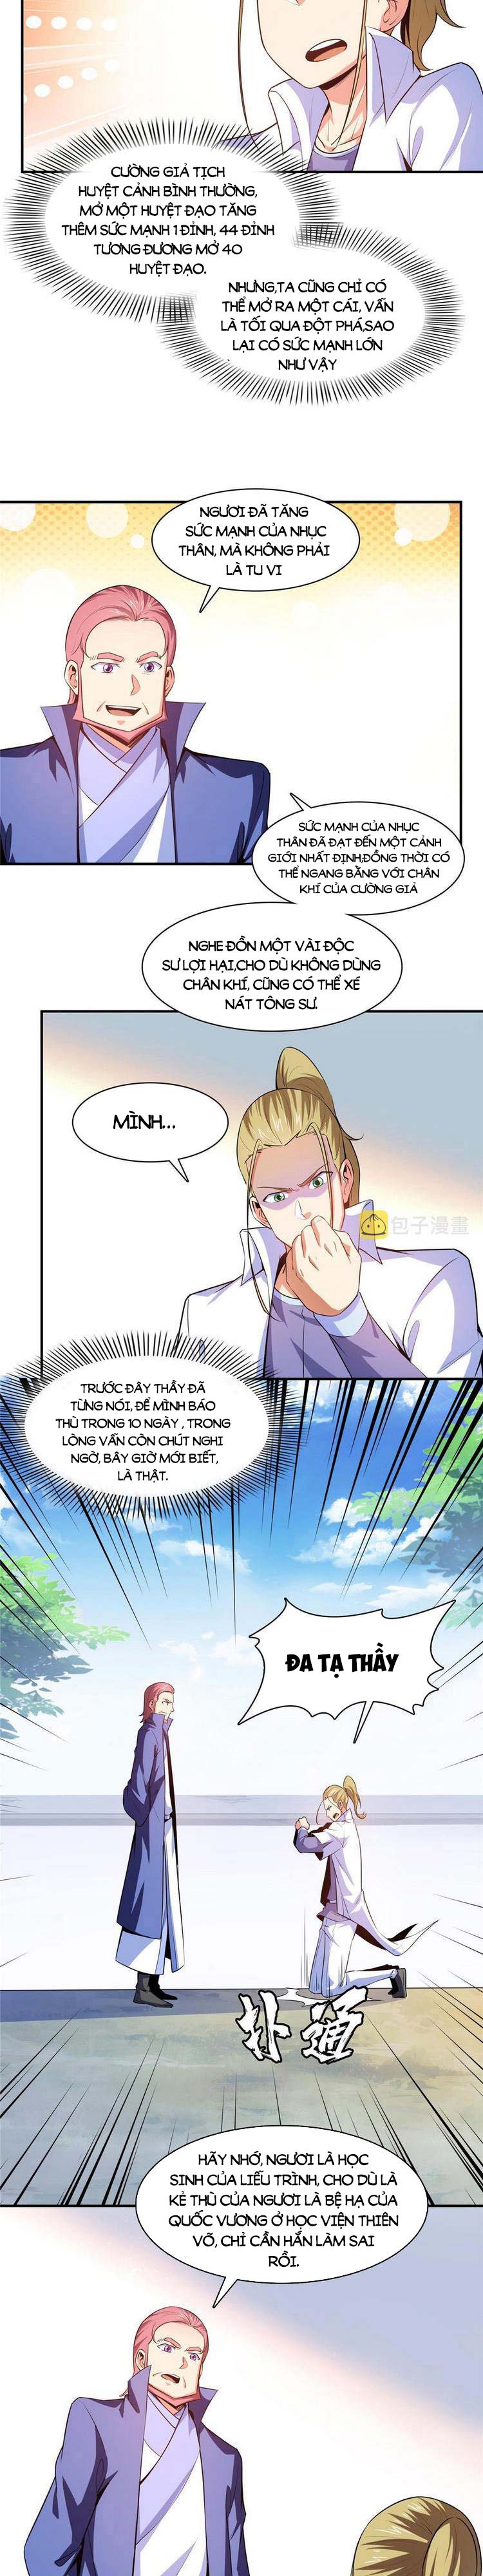 CƯỜNG GIẢ TỊCH
HUYỆT CẢNH BÌNH THƯỜNG,
MỞ MỘT HUYỆT ĐẠO TĂNG
THÊM SỨC MẠNH 1 ĐỈNH, 44 ĐỈNH
TƯƠNG ĐƯƠNG MỞ 40
HUYỆT ĐẠO.
NHƯNG,TA CŨNG CHỈ CÓ
THỂ MỞ RA MỘT CÁI, VẪN
LÀ TỐI QUA ĐỘT PHÁ,SAO
LẠI CÓ SỨC MẠNH LỚN
NHƯ VẬY
NGƯƠI ĐÃ TĂNG
SỨC MẠNH CỦA NHỤC
THÂN, MÀ KHÔNG PHẢI
LÀ TU VI
SỨC MẠNH CỦA NHỤC
THÂN ĐÃ ĐẠT ĐẾN MỘT CẢNH
GIỚI NHẤT ĐỊNH,ĐỒNG THỜI CÓ
THỂ NGANG BẰNG VỚI CHÂN
KHÍ CỦA CƯỜNG GIẢ
NGHE ĐỒN MỘT VÀI ĐỘC
SƯ LỢI HẠI,CHO DÙ KHÔNG DÙNG
CHÂN KHÍ, CŨNG CÓ THỂ XÉ
NÁT TÔNG SƯ.
MÌNH...
包子漫畫
TRƯỚC ĐÂY THẦY ĐÃ
TỪNG NÓI, ĐỂ MÌNH BÁO
THÙ TRONG 10 NGÀY , TRONG
LÒNG VẪN CÒN CHÚT NGHI
NGỜ, BÂY GIỜ MỚI BIẾT,
LÀ THẬT.
ĐA TẠ THẦY
扑通
HÃY NHỚ, NGƯƠI LÀ HỌC
SINH CỦA LIỄU TRÌNH, CHO DÙ LÀ
KẺ THÙ CỦA NGƯƠI LÀ BỆ HẠ CỦA
QUỐC VƯƠNG Ở HỌC VIỆN THIÊN
VÕ, CHỈ CẦN HẮN LÀM SAI
RỒI.